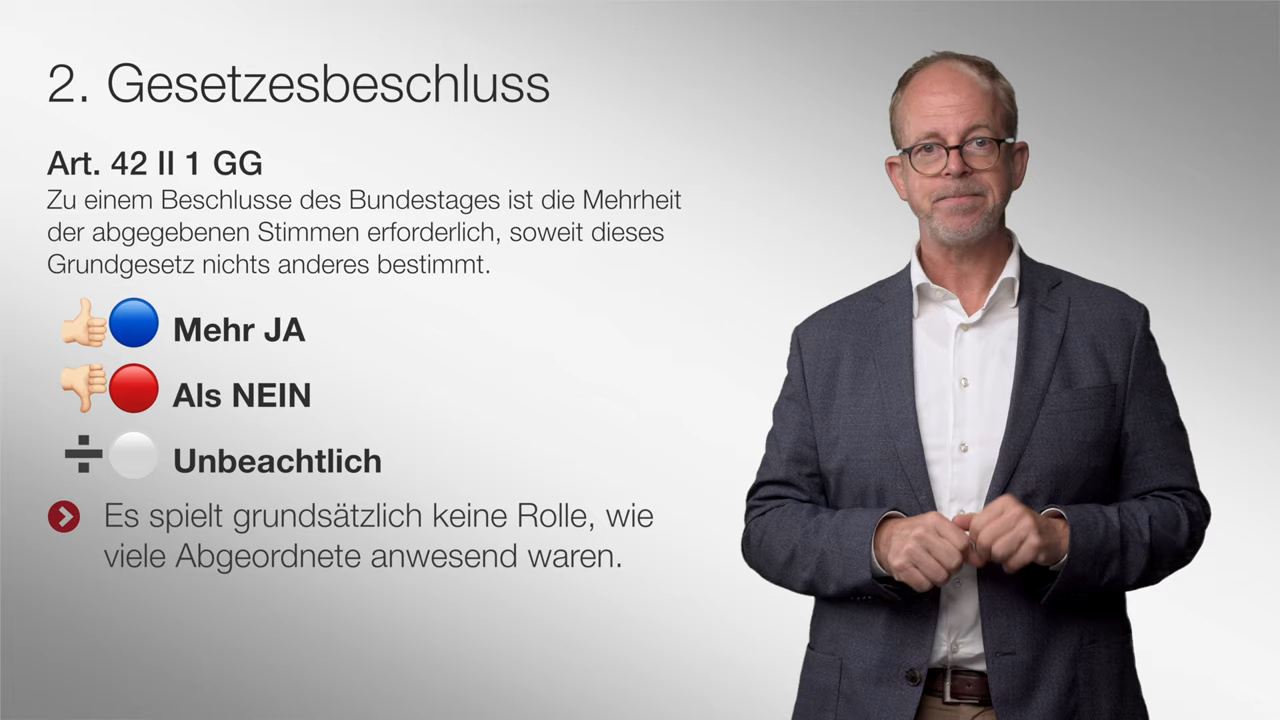 2. Gesetzesbeschluss
Art. 42 II 1 GG
Zu einem Beschlusse des Bundestages ist die Mehrheit
der abgegebenen Stimmen erforderlich, soweit dieses
Grundgesetz nichts anderes bestimmt.
Mehr JA
Als NEIN
Unbeachtlich
Es spielt grundsätzlich keine Rolle, wie
viele Abgeordnete anwesend waren.